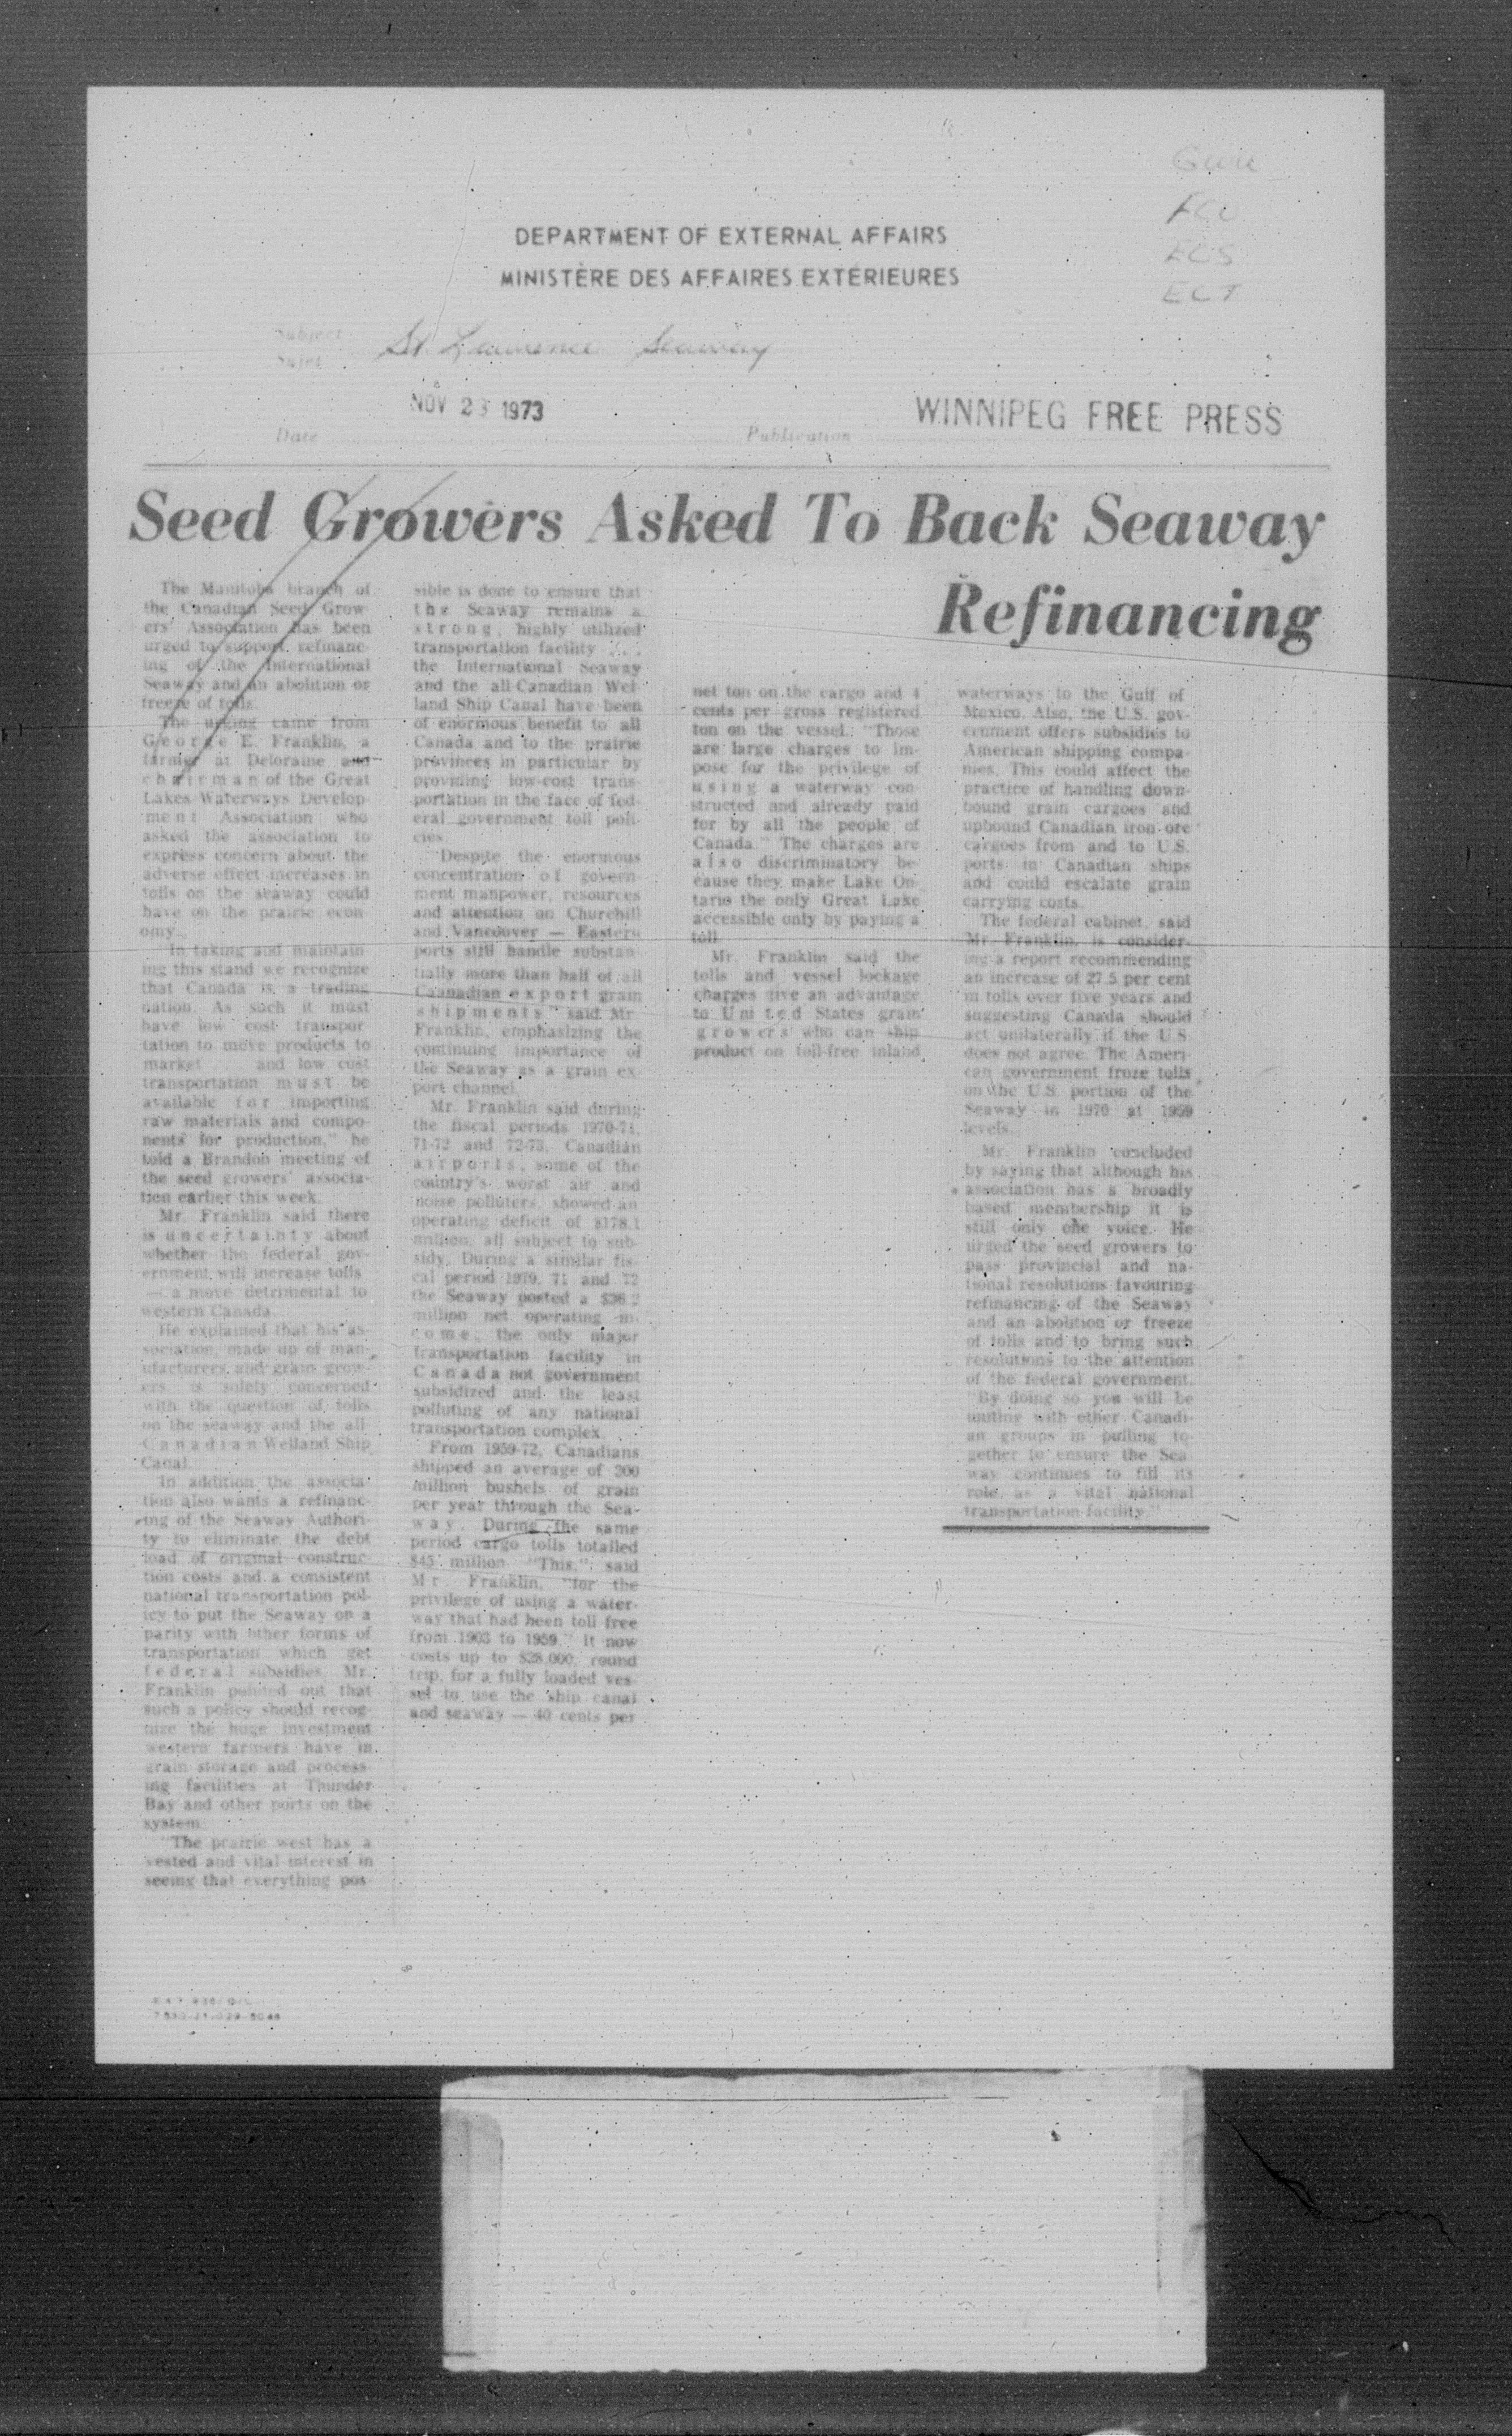 GWU
FCO
ECS
ECT
DEPARTMENT OF EXTERNAL AFFAIRS
MINISTÈRE DES AFFAIRES EXTÉRIEURES
Subject
Sujet
St. Lawrence Seaway
NOV 23 1973
WINNIPEG FREE PRESS
Date
Publication
Seed Growers Asked To Back Seaway
Refinancing
The Manitoba branch of
the Canadian Seed Grow-
ers' Association has been
urged to support refinanc-
ing of the International
Seaway and an abolition or
freeze of tolls.
The urging came from
George E. Franklin, a
farmer at Deloraine and
chairman of the Great
Lakes Waterways Develop-
ment Association who
asked the association to
express concern about the
adverse effect increases in
tolls on the seaway could
have on the prairie econ-
omy.
"In taking and maintain-
ing this stand we recognize
that Canada is a trading
nation. As such it must
have low cost transpor-
tation to move products to
market . . . and low cost
transportation must be
available for importing
raw materials and compo-
nents for production," he
told a Brandon meeting of
the seed growers' associa-
tion earlier this week.
Mr. Franklin said there
is uncertainty about
whether the federal gov-
ernment will increase tolls
— a move detrimental to
western Canada.
He explained that his as-
sociation, made up of man-
ufacturers and grain grow-
ers, is solely concerned
with the question of tolls
on the seaway and the all
Canadian Welland Ship
Canal.
In addition the associa-
tion also wants a refinanc-
ing of the Seaway Authori-
ty to eliminate the debt
load of original construc-
tion costs and a consistent
national transportation pol-
icy to put the Seaway on a
parity with other forms of
transportation which get
federal subsidies. Mr.
Franklin pointed out that
such a policy should recog-
nize the huge investment
western farmers have in
grain storage and process-
ing facilities at Thunder
Bay and other ports on the
system.
"The prairie west has a
vested and vital interest in
seeing that everything pos-
sible is done to ensure that
the Seaway remains a
strong, highly utilized
transportation facility . . .
the International Seaway
and the all-Canadian Wel-
land Ship Canal have been
of enormous benefit to all
Canada and to the prairie
provinces in particular by
providing low-cost trans-
portation in the face of fed-
eral government toll poli-
cies.
"Despite the enormous
concentration of govern-
ment manpower, resources
and attention on Churchill
and Vancouver — Eastern
ports still handle substan-
tially more than half of all
Caanadian export grain
shipments" said Mr.
Franklin, emphasizing the
continuing importance of
the Seaway as a grain ex-
port channel.
Mr. Franklin said during
the fiscal periods 1970-71,
71-72 and 72-73, Canadian
airports, some of the
country's worst air and
noise polluters, showed an
operating deficit of $178.1
million, all subject to sub-
sidy. During a similar fis-
cal period 1970, 71 and 72
the Seaway posted a $36.2
million net operating in-
come, the only major
transportation facility in
Canada not government
subsidized and the least
polluting of any national
transportation complex.
From 1959-72, Canadians
shipped an average of 300
million bushels of grain
per year through the Sea-
way. During the same
period cargo tolls totalled
$45 million. "This," said
Mr. Franklin, "for the
privilege of using a water-
way that had been toll free
from 1903 to 1959." It now
costs up to $28,000, round
trip, for a fully loaded ves-
sel to use the ship canal
and seaway — 40 cents per
net ton on the cargo and 4
cents per gross registered
ton on the vessel. "Those
are large charges to im-
pose for the privilege of
using a waterway con-
structed and already paid
for by all the people of
Canada." The charges are
also discriminatory be-
cause they make Lake On-
tario the only Great Lake
accessible only by paying a
toll.
Mr. Franklin said the
tolls and vessel lockage
charges give an advantage
to United States grain
growers who can ship
product on toll-free inland
waterways to the Gulf of
Mexico. Also, the U.S. gov-
ernment offers subsidies to
American shipping compa-
nies. This could affect the
practice of handling down-
bound grain cargoes and
upbound Canadian iron ore
cargoes from and to U.S.
ports in Canadian ships
and could escalate grain
carrying costs.
The federal cabinet, said
Mr. Franklin, is consider-
ing a report recommending
an increase of 27.5 per cent
in tolls over five years and
suggesting Canada should
act unilaterally if the U.S.
does not agree. The Ameri-
can government froze tolls
on the U.S. portion of the
Seaway in 1970 at 1959
levels.
Mr. Franklin concluded
by saying that although his
association has a broadly
based membership it is
still only one voice. He
urged the seed growers to
pass provincial and na-
tional resolutions favouring
refinancing of the Seaway
and an abolition or freeze
of tolls and to bring such
resolutions to the attention
of the federal government.
"By doing so you will be
uniting with other Canadi-
an groups in pulling to-
gether to ensure the Sea-
way continues to fill its
role as a vital national
transportation facility."
7530-21-029-5048